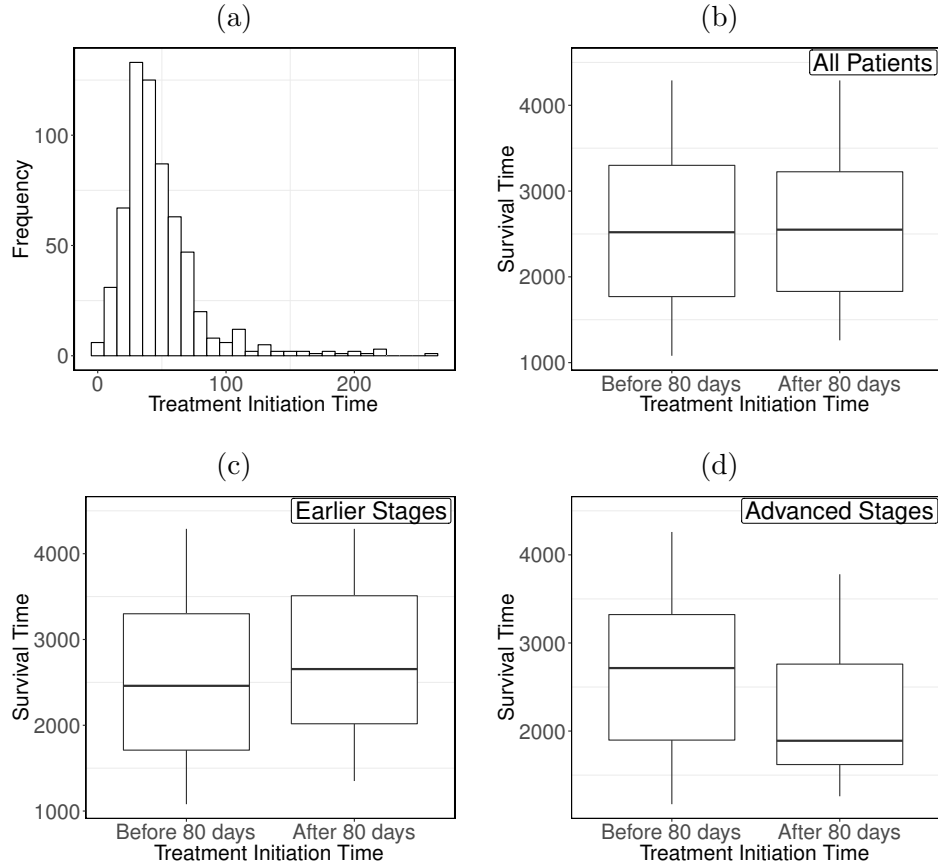 (a)
Frequency
100
50
0
0 100 200
Treatment Initiation Time
(b)
All Patients
Survival Time
4000
3000
2000
1000
Before 80 days After 80 days
Treatment Initiation Time
(c)
Earlier Stages
Survival Time
4000
3000
2000
1000
Before 80 days After 80 days
Treatment Initiation Time
(d)
Advanced Stages
Survival Time
4000
3000
2000
Before 80 days After 80 days
Treatment Initiation Time